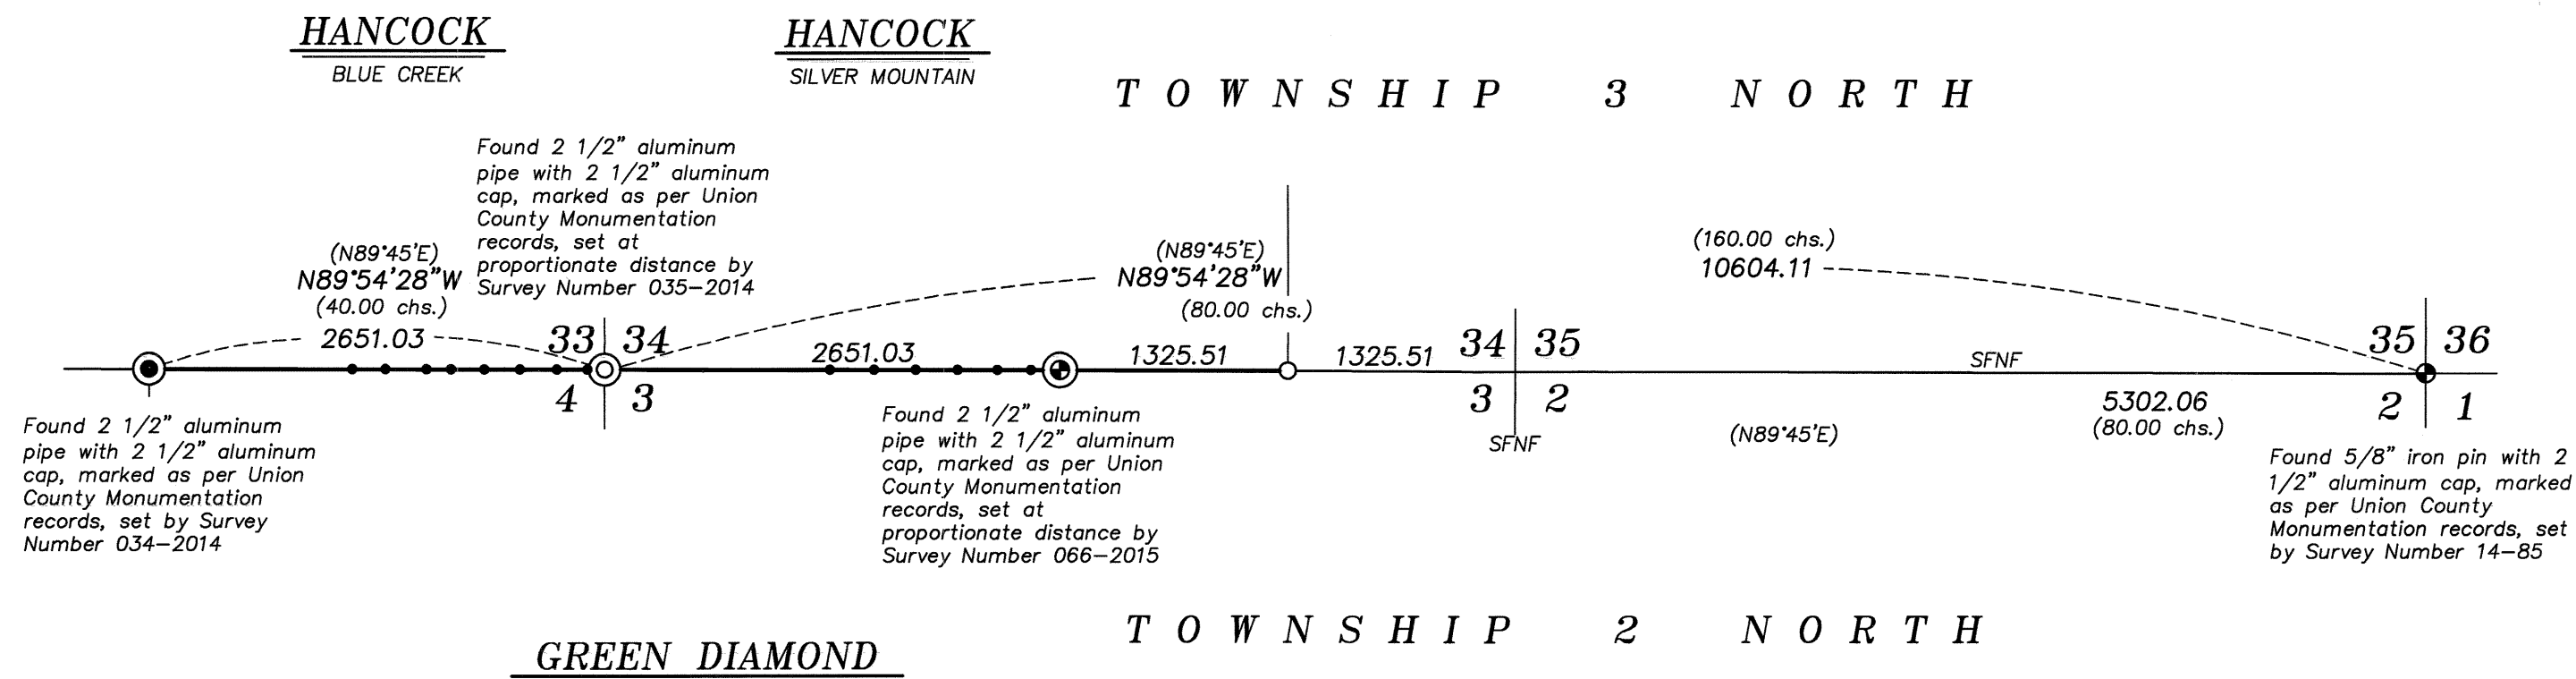 HANCOCK
BLUE CREEK
HANCOCK
SILVER MOUNTAIN
TOWNSHIP 3 NORTH
Found 2 1/2" aluminum
pipe with 2 1/2" aluminum
cap, marked as per Union
County Monumentation
records, set at
proportionate distance by
Survey Number 035-2014
(N89°45'E)
N89°54'28"W
(40.00 chs.)
2651.03
33 34
4 3
(N89°45'E)
N89°54'28"W
(80.00 chs.)
2651.03
1325.51
1325.51
34 35
3 2
SFNF
(160.00 chs.)
10604.11
SFNF
(N89°45'E)
5302.06
(80.00 chs.)
35 36
2 1
Found 2 1/2" aluminum
pipe with 2 1/2" aluminum
cap, marked as per Union
County Monumentation
records, set by Survey
Number 034-2014
Found 2 1/2" aluminum
pipe with 2 1/2" aluminum
cap, marked as per Union
County Monumentation
records, set at
proportionate distance by
Survey Number 066-2015
Found 5/8" iron pin with 2
1/2" aluminum cap, marked
as per Union County
Monumentation records, set
by Survey Number 14-85
TOWNSHIP 2 NORTH
GREEN DIAMOND